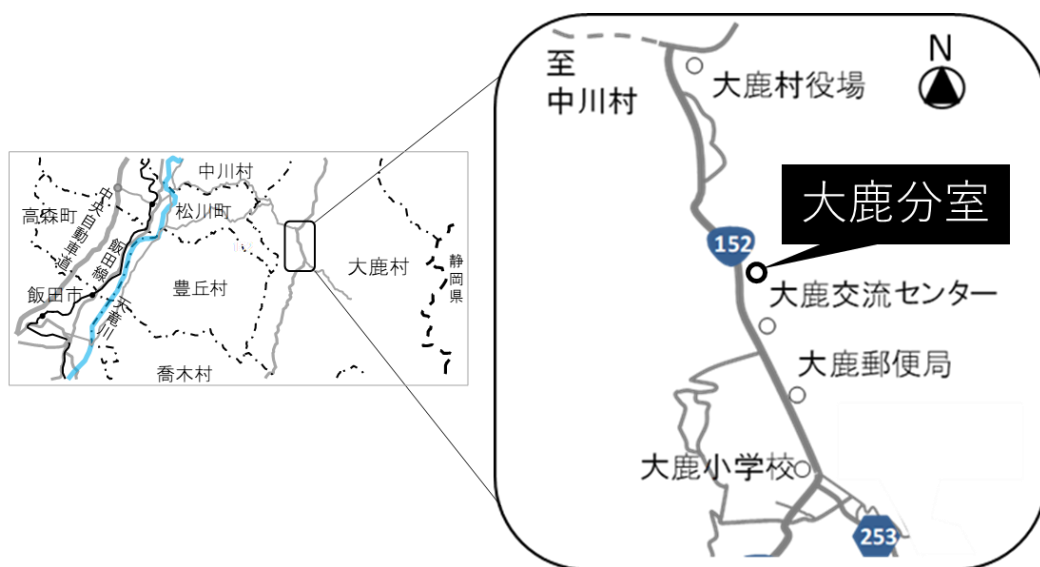 中川村
松川町
高森町
中央自動車道
飯田線
飯田市
天竜川
豊丘村
喬木村
大鹿村
静岡県
至
中川村
N
大鹿村役場
大鹿分室
152
大鹿交流センター
大鹿郵便局
大鹿小学校
253